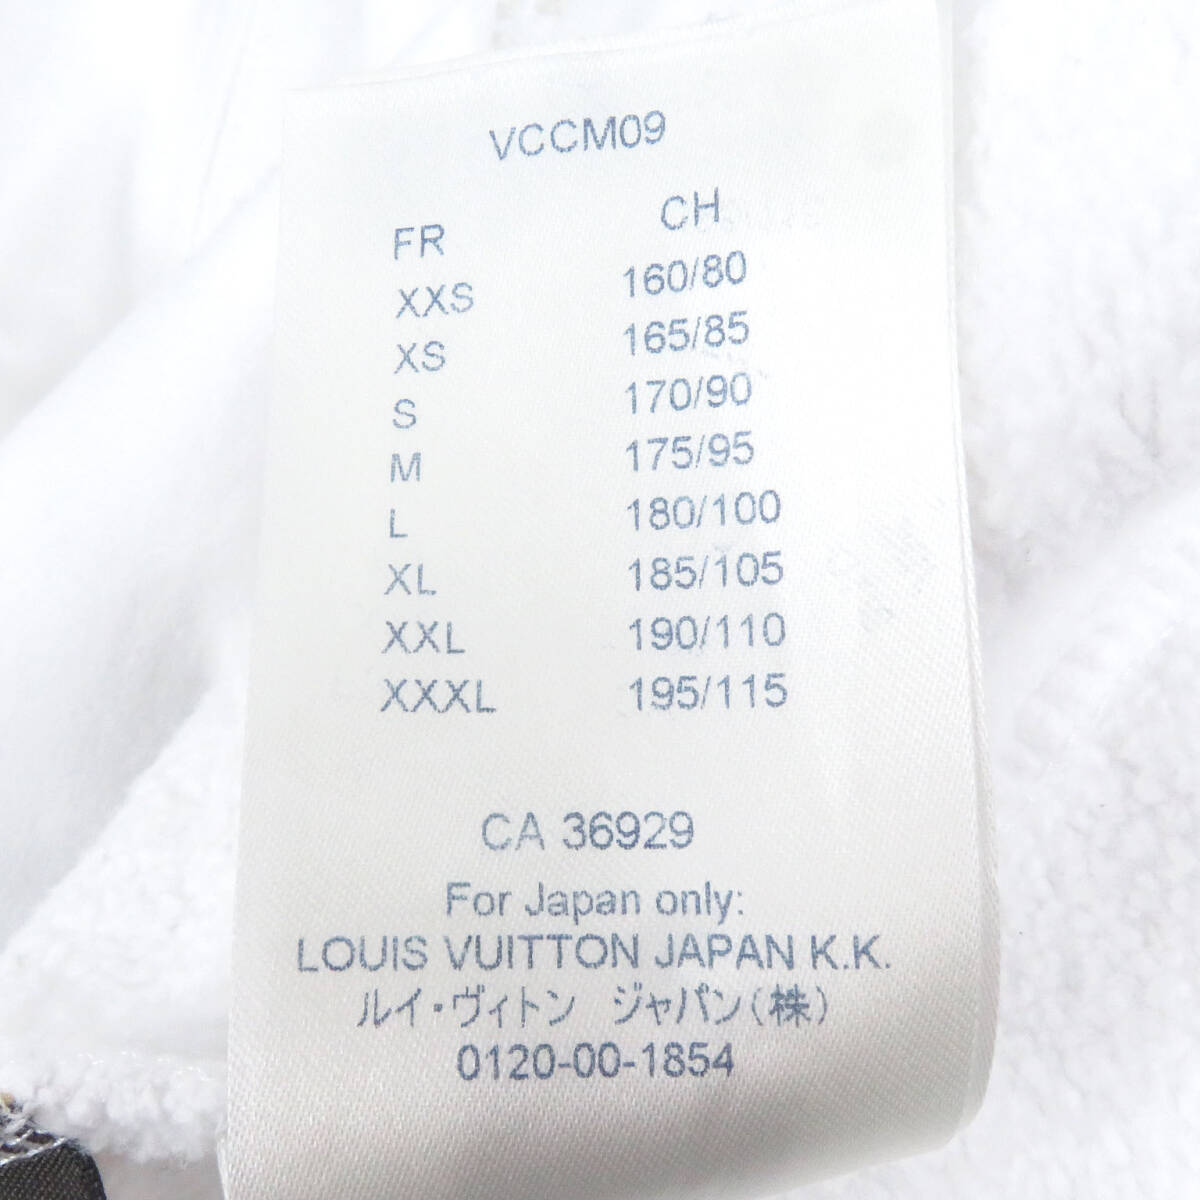 VCCM09
FR CH
XXS 160/80
XS 165/85
S 170/90
M 175/95
L 180/100
XL 185/105
XXL 190/110
XXXL 195/115
CA 36929
For Japan only:
LOUIS VUITTON JAPAN K.K.
ルイ・ヴィトン ジャパン(株)
0120-00-1854